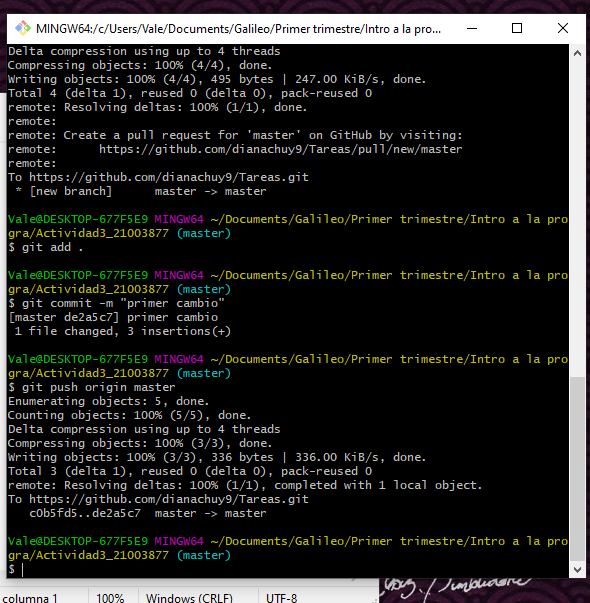 MINGW64:/c/Users/Vale/Documents/Galileo/Primer trimestre/Intro a la pro...
Delta compression using up to 4 threads
Compressing objects: 100% (4/4), done.
Writing objects: 100% (4/4), 495 bytes | 247.00 KiB/s, done.
Total 4 (delta 1), reused 0 (delta 0), pack-reused 0
remote: Resolving deltas: 100% (1/1), done.
remote:
remote: Create a pull request for 'master' on GitHub by visiting:
remote:      https://github.com/dianachuy9/Tareas/pull/new/master
remote:
To https://github.com/dianachuy9/Tareas.git
 * [new branch]      master -> master
Vale@DESKTOP-677F5E9 MINGW64 ~/Documents/Galileo/Primer trimestre/Intro a la pro
gra/Actividad3_21003877 (master)
$ git add .
Vale@DESKTOP-677F5E9 MINGW64 ~/Documents/Galileo/Primer trimestre/Intro a la pro
gra/Actividad3_21003877 (master)
$ git commit -m "primer cambio"
[master de2a5c7] primer cambio
 1 file changed, 3 insertions(+)
Vale@DESKTOP-677F5E9 MINGW64 ~/Documents/Galileo/Primer trimestre/Intro a la pro
gra/Actividad3_21003877 (master)
$ git push origin master
Enumerating objects: 5, done.
Counting objects: 100% (5/5), done.
Delta compression using up to 4 threads
Compressing objects: 100% (3/3), done.
Writing objects: 100% (3/3), 336 bytes | 336.00 KiB/s, done.
Total 3 (delta 1), reused 0 (delta 0), pack-reused 0
remote: Resolving deltas: 100% (1/1), completed with 1 local object.
To https://github.com/dianachuy9/Tareas.git
   c0b5fd5..de2a5c7  master -> master
Vale@DESKTOP-677F5E9 MINGW64 ~/Documents/Galileo/Primer trimestre/Intro a la pro
gra/Actividad3_21003877 (master)
$
columna 1 100% Windows (CRLF) UTF-8